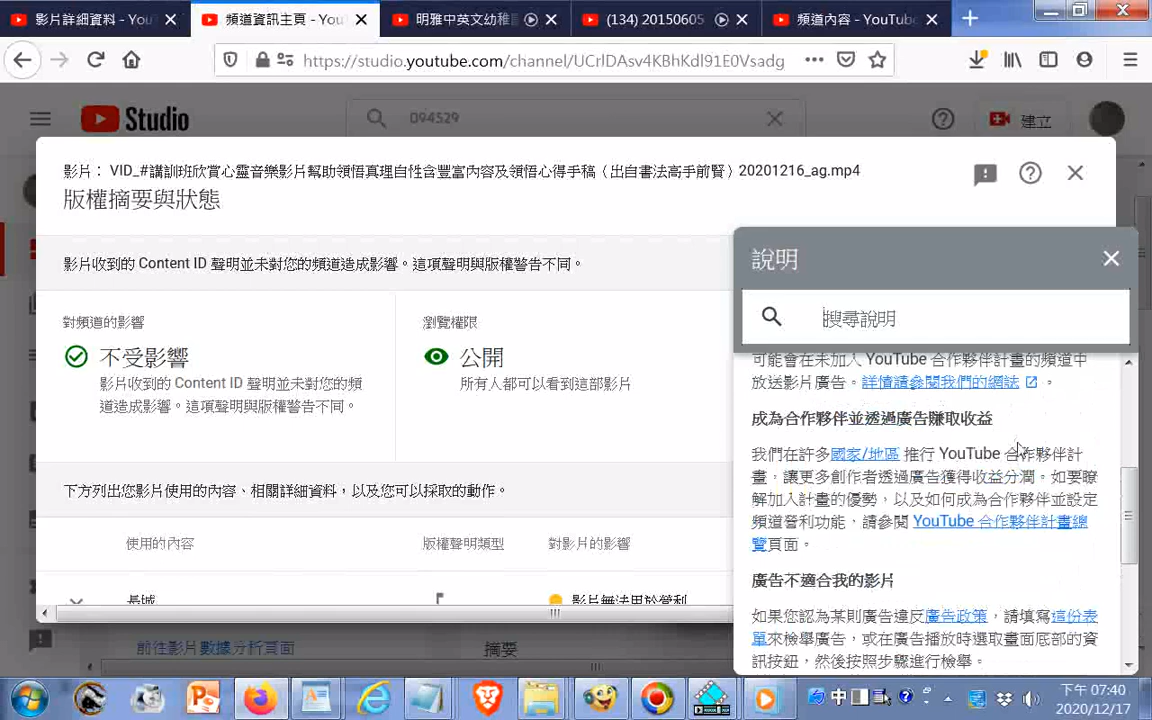 影片詳細資料 - YouT
頻道資訊主頁 - You
明雅中英文幼稚
(134) 20150605
頻道內容 - YouTube
https://studio.youtube.com/channel/UCrlDAsv4KBhKdl91E0Vsadg
Studio
094529
建立
影片： VID_#講訓班欣賞心靈音樂影片幫助領悟真理自性含豐富內容及領悟心得手稿（出自書法高手前賢）20201216_ag.mp4
版權摘要與狀態
影片收到的 Content ID 聲明並未對您的頻道造成影響。這項聲明與版權警告不同。
對頻道的影響
不受影響
影片收到的 Content ID 聲明並未對您的頻
道造成影響。這項聲明與版權警告不同。
瀏覽權限
公開
所有人都可以看到這部影片
下方列出您影片使用的內容、相關詳細資料，以及您可以採取的動作。
使用的內容
版權聲明類型
對影片的影響
長城
影片無法用於營利
前往影片數據分析頁面
摘要
說明
搜尋說明
可能會在未加入 YouTube 合作夥伴計畫的頻道中
放送影片廣告。詳情請參閱我們的網誌 。
成為合作夥伴並透過廣告賺取收益
我們在許多國家/地區 推行 YouTube 合作夥伴計
畫，讓更多創作者透過廣告獲得收益分潤。如要瞭
解加入計畫的優勢，以及如何成為合作夥伴並設定
頻道營利功能，請參閱 YouTube 合作夥伴計畫總
覽頁面。
廣告不適合我的影片
如果您認為某則廣告違反廣告政策，請填寫這份表
單來檢舉廣告，或在廣告播放時選取畫面底部的資
訊按鈕，然後按照步驟進行檢舉。
中
下午 07:40
2020/12/17